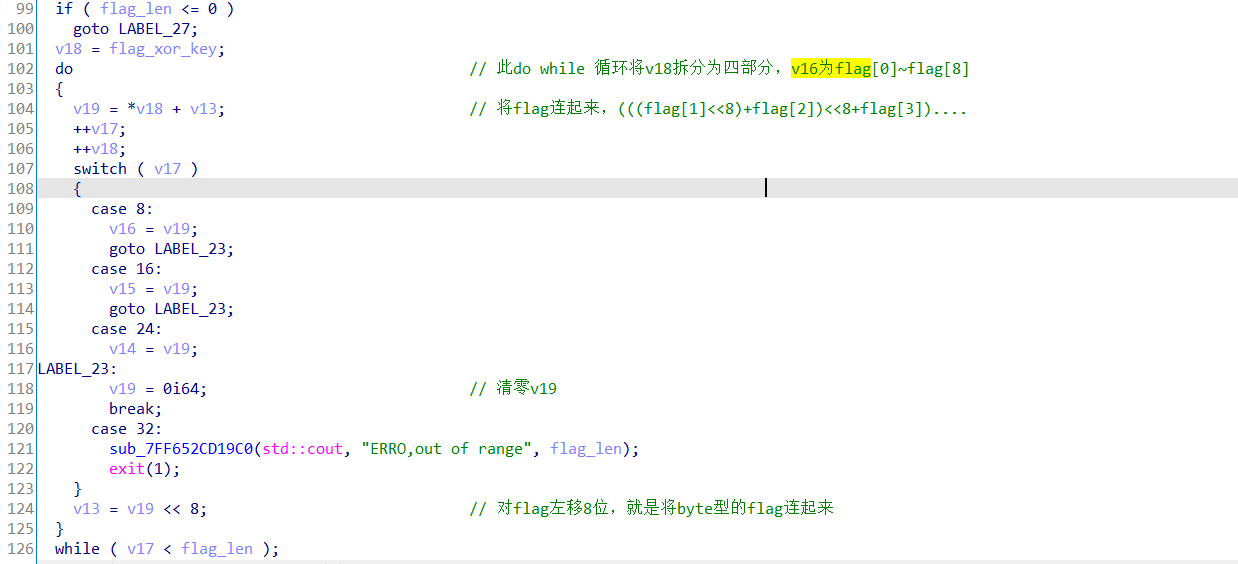 99 if ( flag_len <= 0 )
100 goto LABEL_27;
101 v18 = flag_xor_key;
102 do // 此do while 循环将v18拆分为四部分，v16为flag[0]~flag[8]
103 {
104 v19 = *v18 + v13; // 将flag连起来，(((flag[1]<<8)+flag[2])<<8+flag[3])....
105 ++v17;
106 ++v18;
107 switch ( v17 )
108 {
109 case 8:
110 v16 = v19;
111 goto LABEL_23;
112 case 16:
113 v15 = v19;
114 goto LABEL_23;
115 case 24:
116 v14 = v19;
117 LABEL_23:
118 v19 = 0i64; // 清零v19
119 break;
120 case 32:
121 sub_7FF652CD19C0(std::cout, "ERRO,out of range", flag_len);
122 exit(1);
123 }
124 v13 = v19 << 8; // 对flag左移8位，就是将byte型的flag连起来
125 }
126 while ( v17 < flag_len );